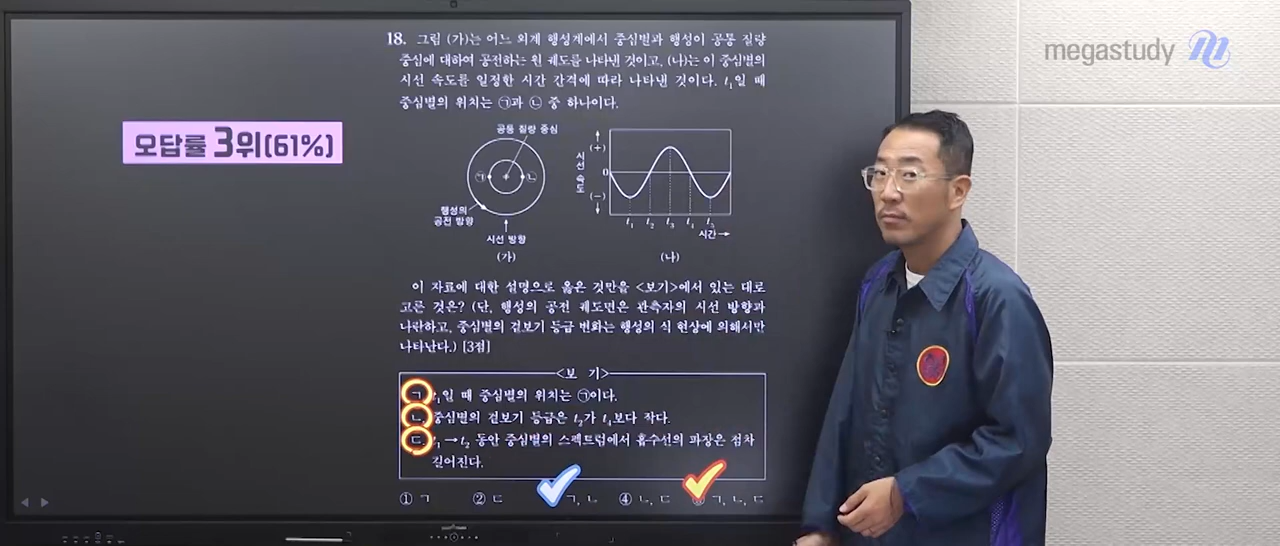 megastudy
오답률 3위(61%)
18. 그림 (가)는 어느 외계 행성계에서 중심별과 행성이 공통 질량
중심에 대하여 공전하는 원 궤도를 나타낸 것이고, (나)는 이 중심별의
시선 속도를 일정한 시간 간격에 따라 나타낸 것이다. t₁일 때
중심별의 위치는 ㉠과 ㉡ 중 하나이다.
공통 질량 중심
㉠ ㉡
행성의
공전 방향
시선 방향
(가)
시선 속도
(+)
0
(-)
t₁ t₂ t₃ t₄ t₅
시간→
(나)
이 자료에 대한 설명으로 옳은 것만을 <보기>에서 있는 대로
고른 것은? (단, 행성의 공전 궤도면은 관측자의 시선 방향과
나란하고, 중심별의 겉보기 등급 변화는 행성의 식 현상에 의해서만
나타난다.) [3점]
<보 기>
ㄱ. t₁일 때 중심별의 위치는 ㉠이다.
ㄴ. 중심별의 겉보기 등급은 t₂가 t₄보다 작다.
ㄷ. t₁→t₂ 동안 중심별의 스펙트럼에서 흡수선의 파장은 점차
길어진다.
① ㄱ ② ㄷ ㄱ, ㄴ ④ ㄴ, ㄷ ㄱ, ㄴ, ㄷ